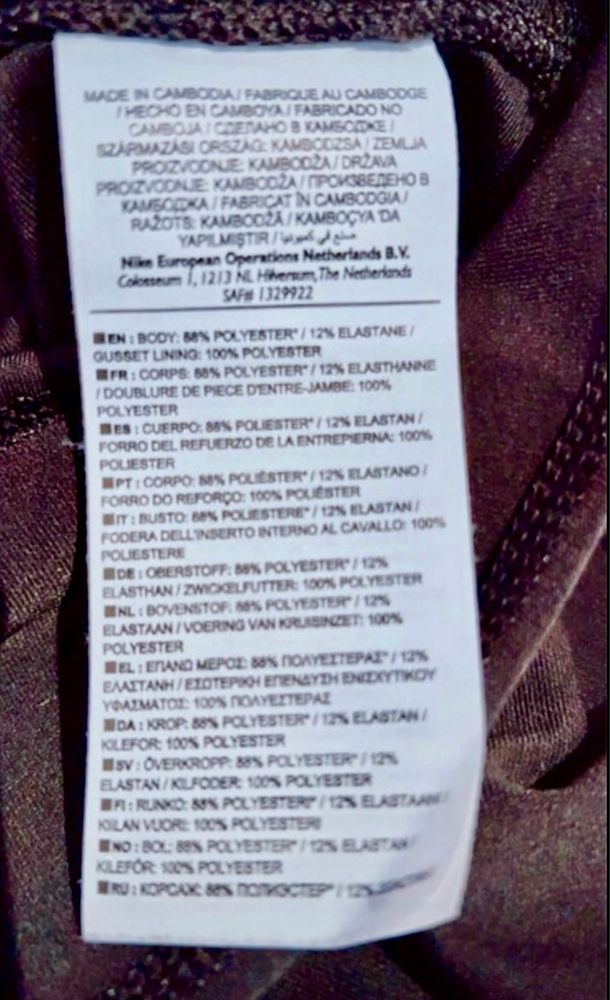 MADE IN CAMBODIA / FABRIQUE AU CAMBODGE
/ HECHO EN CAMBOYA / FABRICADO NO
CAMBOJA / СДЕЛАНО В КАМБОДЖЕ /
SZÁRMAZÁSI ORSZÁG: KAMBODZSA / ZEMLJA
PROIZVODNJE: KAMBODŽA / DRŽAVA
PROIZVODNJE: KAMBODŽA / ПРОИЗВЕДЕНО В
КАМБОДЖА / FABRICAT ÎN CAMBODGIA /
RAŽOTS: KAMBODŽĀ / KAMBOÇYA 'DA
YAPILMIŞTIR / صنع في كمبوديا
Nike European Operations Netherlands B.V.
Colosseum 1, 1213 NL Hilversum, The Netherlands
SAF# 1329922
EN : BODY: 88% POLYESTER* / 12% ELASTANE /
GUSSET LINING: 100% POLYESTER
FR : CORPS: 88% POLYESTER* / 12% ELASTHANNE
/ DOUBLURE DE PIECE D'ENTRE-JAMBE: 100%
POLYESTER
ES : CUERPO: 88% POLIESTER* / 12% ELASTAN /
FORRO DEL REFUERZO DE LA ENTREPIERNA: 100%
POLIESTER
PT : CORPO: 88% POLIÉSTER* / 12% ELASTANO /
FORRO DO REFORÇO: 100% POLIÉSTER
IT : BUSTO: 88% POLIESTERE* / 12% ELASTAN /
FODERA DELL'INSERTO INTERNO AL CAVALLO: 100%
POLIESTERE
DE : OBERSTOFF: 88% POLYESTER* / 12%
ELASTHAN / ZWICKELFUTTER: 100% POLYESTER
NL : BOVENSTOF: 88% POLYESTER* / 12%
ELASTAAN / VOERING VAN KRUISINZET: 100%
POLYESTER
EL : ΕΠΑΝΩ ΜΕΡΟΣ: 88% ΠΟΛΥΕΣΤΕΡΑΣ* / 12%
ΕΛΑΣΤΑΝΗ / ΕΣΩΤΕΡΙΚΗ ΕΠΕΝΔΥΣΗ ΕΝΙΣΧΥΤΙΚΟΥ
ΥΦΑΣΜΑΤΟΣ: 100% ΠΟΛΥΕΣΤΕΡΑΣ
DA : KROP: 88% POLYESTER* / 12% ELASTAN /
KILEFOR: 100% POLYESTER
SV : ÖVERKROPP: 88% POLYESTER* / 12%
ELASTAN / KILFODER: 100% POLYESTER
FI : RUNKO: 88% POLYESTERI* / 12% ELASTAANI /
KIILAN VUORI: 100% POLYESTERI
NO : BOL: 88% POLYESTER* / 12% ELASTAN /
KILEFÔR: 100% POLYESTER
RU : КОРСАЖ: 88% ПОЛИЭСТЕР* / 12%